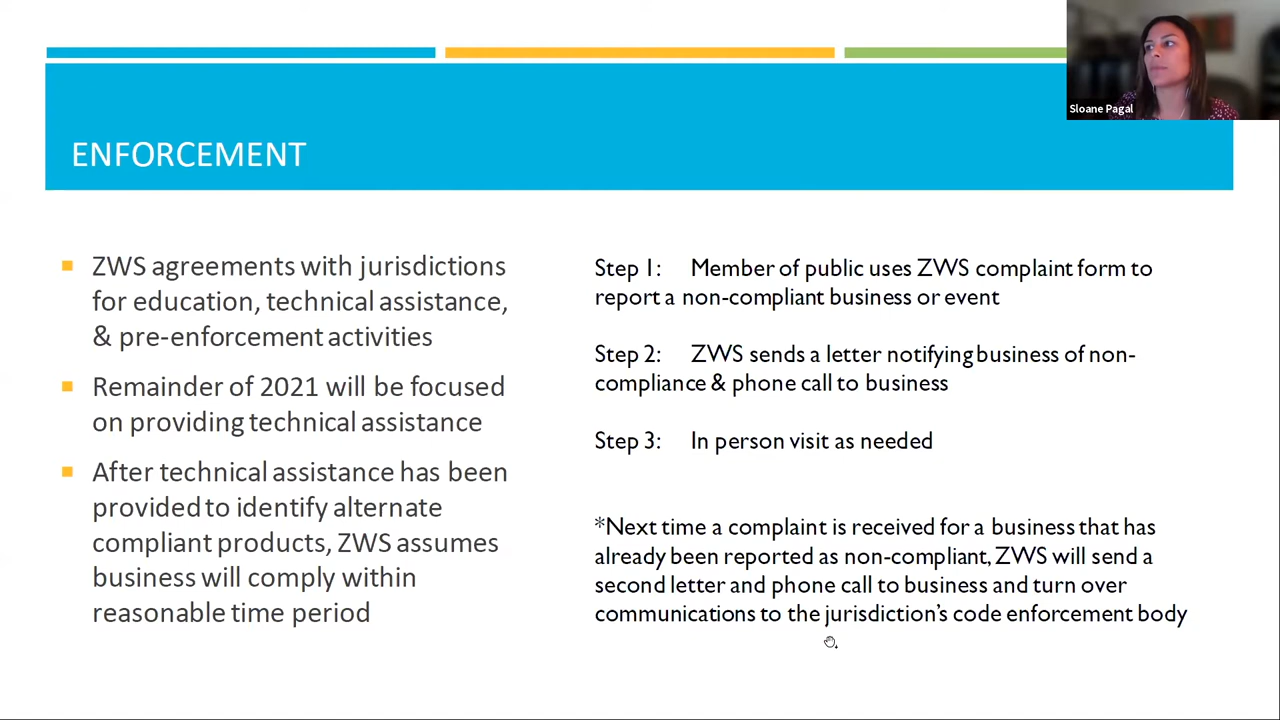 Sloane Pagal
ENFORCEMENT
ZWS agreements with jurisdictions
for education, technical assistance,
& pre-enforcement activities
Remainder of 2021 will be focused
on providing technical assistance
After technical assistance has been
provided to identify alternate
compliant products, ZWS assumes
business will comply within
reasonable time period
Step 1: Member of public uses ZWS complaint form to
report a non-compliant business or event
Step 2: ZWS sends a letter notifying business of non-
compliance & phone call to business
Step 3: In person visit as needed
*Next time a complaint is received for a business that has
already been reported as non-compliant, ZWS will send a
second letter and phone call to business and turn over
communications to the jurisdiction's code enforcement body